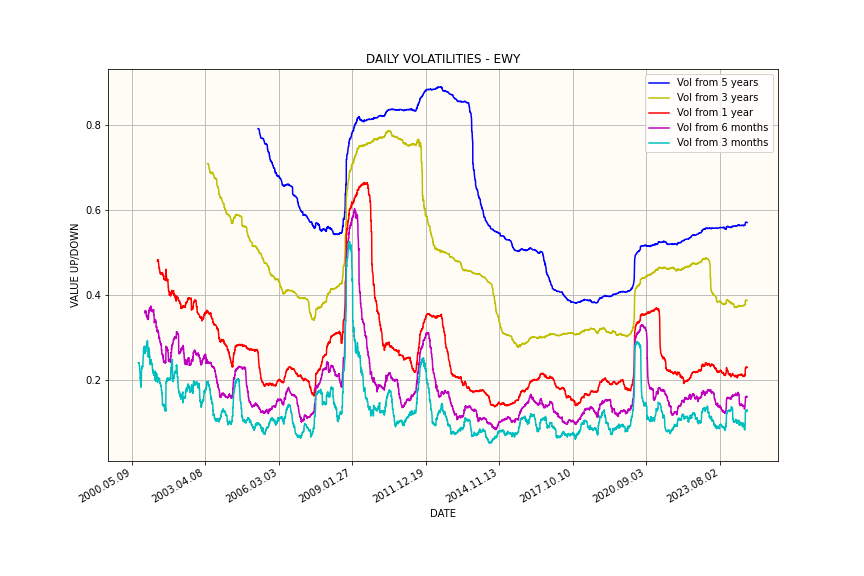 DAILY VOLATILITIES - EWY
Vol from 5 years
Vol from 3 years
Vol from 1 year
Vol from 6 months
Vol from 3 months
VALUE UP/DOWN
0.8
0.6
0.4
0.2
2000.05.09
2003.04.08
2006.03.03
2009.01.27
2011.12.19
2014.11.13
2017.10.10
2020.09.03
2023.08.02
DATE